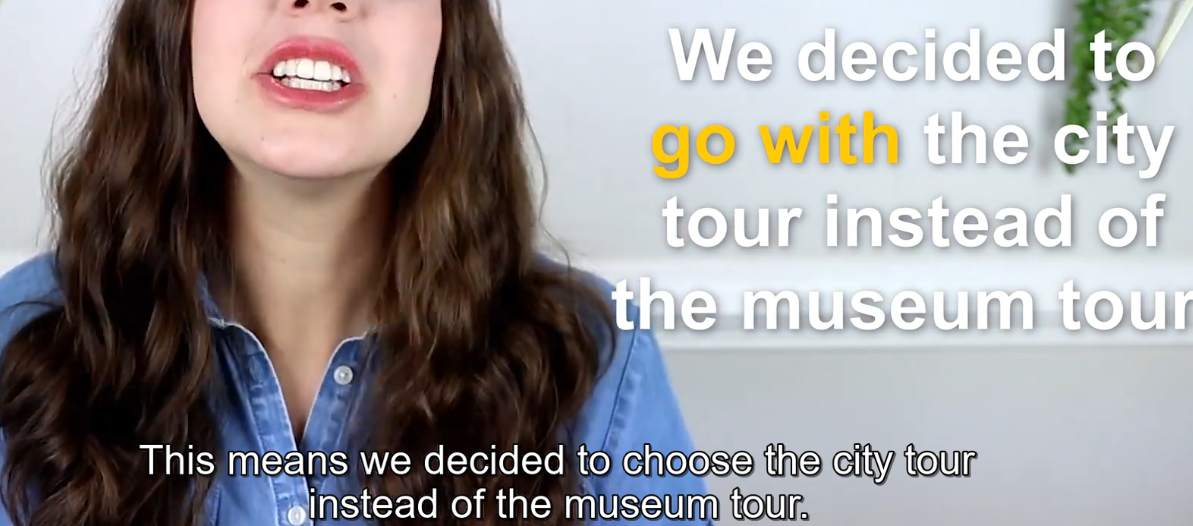 We decided to
go with the city
tour instead of
the museum tour
This means we decided to choose the city tour
instead of the museum tour.